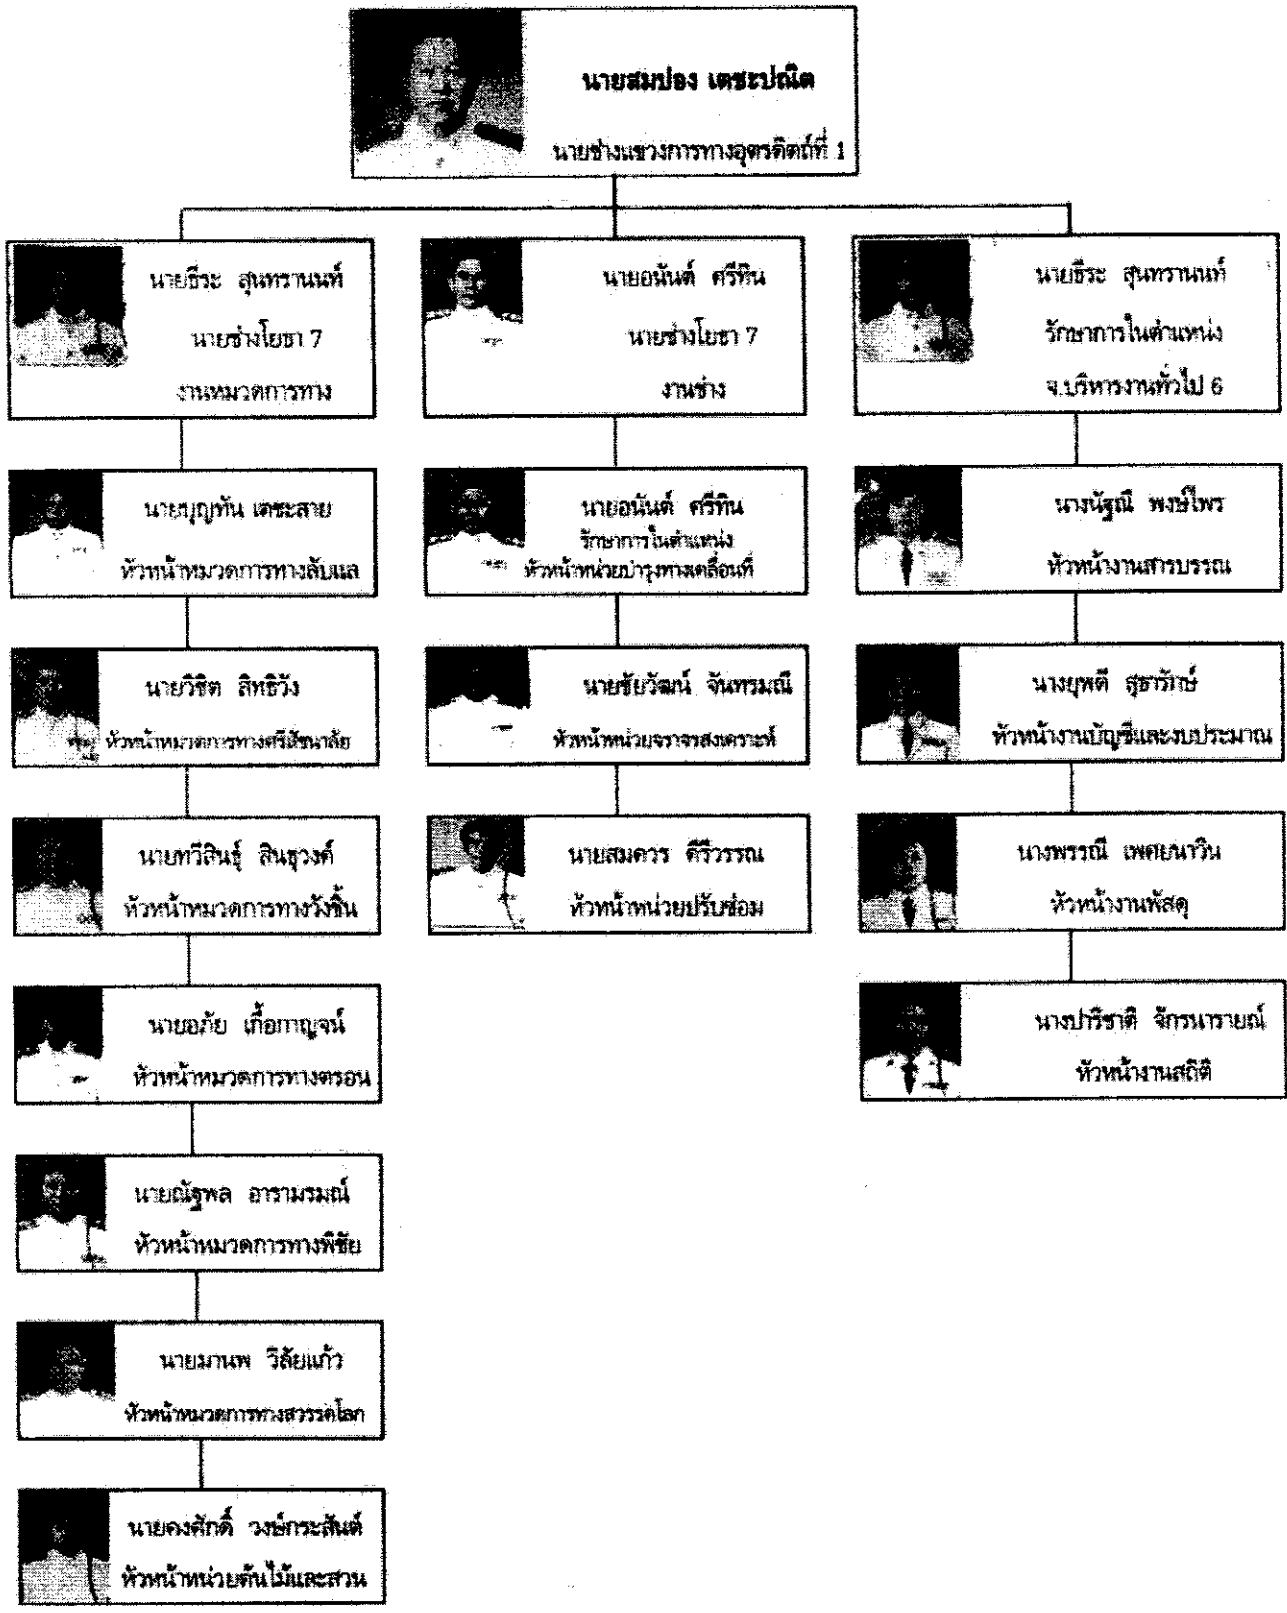 นายสมปอง เตชะปณิต
นายช่างแขวงการทางอุตรดิตถ์ที่ 1
นายธีระ สุนทรานนท์
นายช่างโยธา 7
งานหมวดการทาง
นายบุญทัน เตชะสาย
หัวหน้าหมวดการทางลับแล
นายวิชิต สิทธิวัง
หัวหน้าหมวดการทางศรีสัชนาลัย
นายทวีสินธุ์ สินธุวงศ์
หัวหน้าหมวดการทางวังชิ้น
นายอภัย เกื้อกาญจน์
หัวหน้าหมวดการทางตรอน
นายณัฐพล อารามรมณ์
หัวหน้าหมวดการทางพิชัย
นายมานพ วิลัยแก้ว
หัวหน้าหมวดการทางสวรรคโลก
นายคงศักดิ์ วงษ์กระสันต์
หัวหน้าหน่วยต้นไม้และสวน
นายอนันต์ ศรีทิน
นายช่างโยธา 7
งานช่าง
นายอนันต์ ศรีทิน
รักษาการในตำแหน่ง
หัวหน้าหน่วยบำรุงทางเคลื่อนที่
นายชัยวัฒน์ จันทรมณี
หัวหน้าหน่วยจราจรสงเคราะห์
นายสมควร คีรีวรรณ
หัวหน้าหน่วยปรับซ่อม
นายธีระ สุนทรานนท์
รักษาการในตำแหน่ง
จ.บริหารงานทั่วไป 6
นางนัฐณี พงษ์ไพร
หัวหน้างานสารบรรณ
นางยุพดี สุธารักษ์
หัวหน้างานบัญชีและงบประมาณ
นางพรรณี เพศยนาวิน
หัวหน้างานพัสดุ
นางปาริชาติ จักรนารายณ์
หัวหน้างานสถิติ